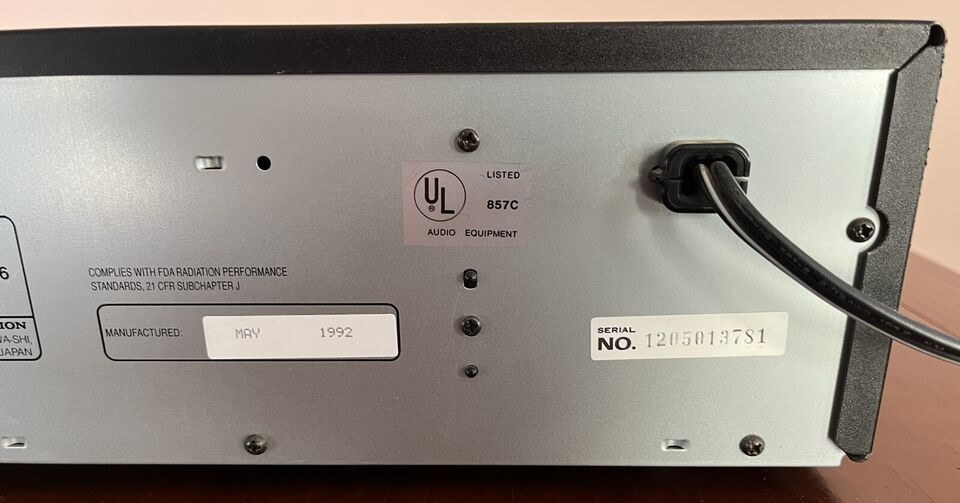 6
ION
WA-SHI,
JAPAN
COMPLIES WITH FDA RADIATION PERFORMANCE
STANDARDS, 21 CFR SUBCHAPTER J
MANUFACTURED: MAY 1992
UL ®
LISTED
857C
AUDIO EQUIPMENT
SERIAL
NO. 1205013781